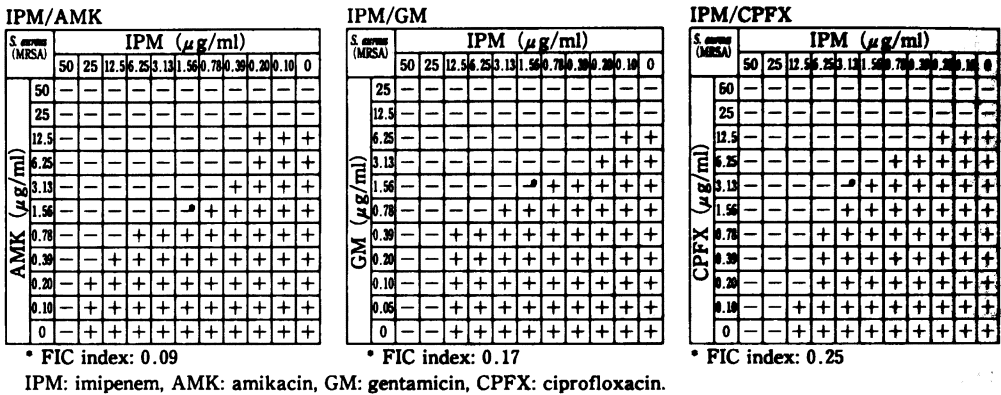 IPM/AMK
S. aureus (MRSA) IPM (μg/ml)
50 25 12.5 6.25 3.13 1.56 0.78 0.39 0.20 0.10 0
AMK (μg/ml)
50 − − − − − − − − − − −
25 − − − − − − − − − − −
12.5 − − − − − − − − + + +
6.25 − − − − − − − − + + +
3.13 − − − − − − − + + + +
1.56 − − − − − −• + + + + +
0.78 − − − + + + + + + + +
0.39 − − + + + + + + + + +
0.20 − + + + + + + + + + +
0.10 − + + + + + + + + + +
0 − + + + + + + + + + +
* FIC index: 0.09
IPM/GM
S. aureus (MRSA) IPM (μg/ml)
50 25 12.5 6.25 3.13 1.56 0.78 0.39 0.20 0.10 0
GM (μg/ml)
25 − − − − − − − − − − −
12.5 − − − − − − − − − − −
6.25 − − − − − − − − − + +
3.13 − − − − − − − − + + +
1.56 − − − − − −• + + + + +
0.78 − − − − + + + + + + +
0.39 − − + + + + + + + + +
0.20 − − + + + + + + + + +
0.10 − − + + + + + + + + +
0.05 − − + + + + + + + + +
0 − − + + + + + + + + +
* FIC index: 0.17
IPM/CPFX
S. aureus (MRSA) IPM (μg/ml)
50 25 12.5 6.25 3.13 1.56 0.78 0.39 0.20 0.10 0
CPFX (μg/ml)
50 − − − − − − − − − − −
25 − − − − − − − − − − −
12.5 − − − − − − − − + + +
6.25 − − − − − − + + + + +
3.13 − − − − −• + + + + + +
1.56 − − − − + + + + + + +
0.78 − − − + + + + + + + +
0.39 − − − + + + + + + + +
0.20 − − − + + + + + + + +
0.10 − − + + + + + + + + +
0 − − + + + + + + + + +
* FIC index: 0.25
IPM: imipenem, AMK: amikacin, GM: gentamicin, CPFX: ciprofloxacin.